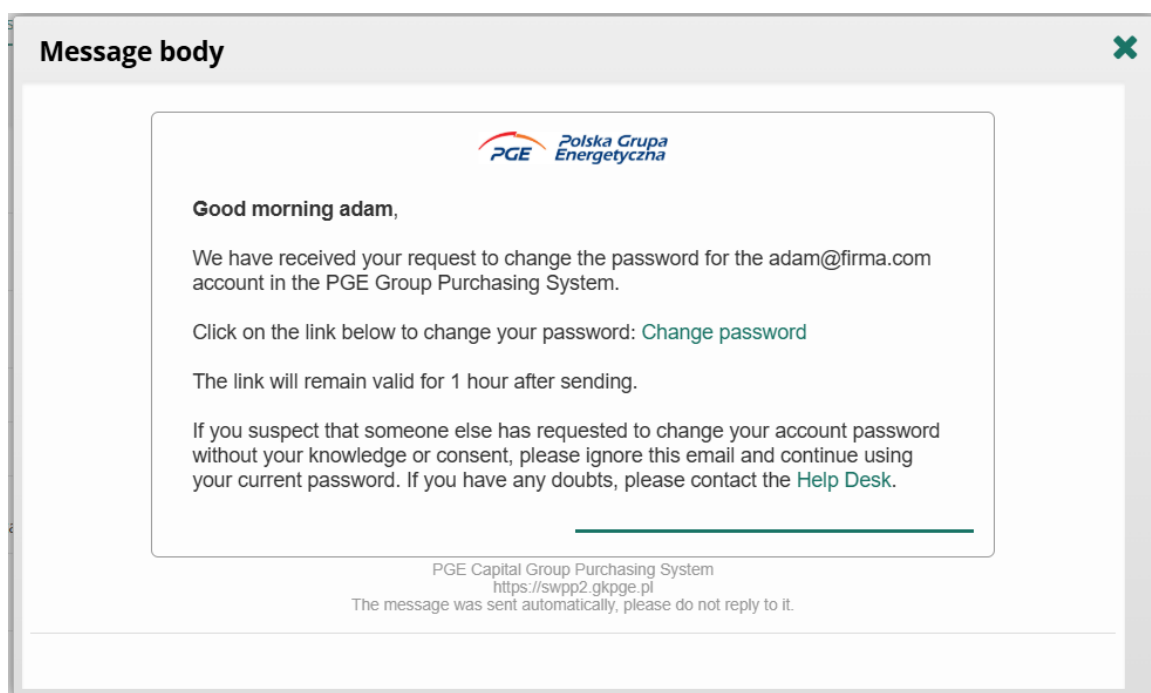 Message body
PGE Polska Grupa
Energetyczna
Good morning adam,
We have received your request to change the password for the adam@firma.com
account in the PGE Group Purchasing System.
Click on the link below to change your password: Change password
The link will remain valid for 1 hour after sending.
If you suspect that someone else has requested to change your account password
without your knowledge or consent, please ignore this email and continue using
your current password. If you have any doubts, please contact the Help Desk.
PGE Capital Group Purchasing System
https://swpp2.gkpge.pl
The message was sent automatically, please do not reply to it.